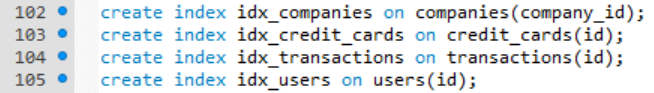 102 create index idx_companies on companies(company_id);
103 create index idx_credit_cards on credit_cards(id);
104 create index idx_transactions on transactions(id);
105 create index idx_users on users(id);